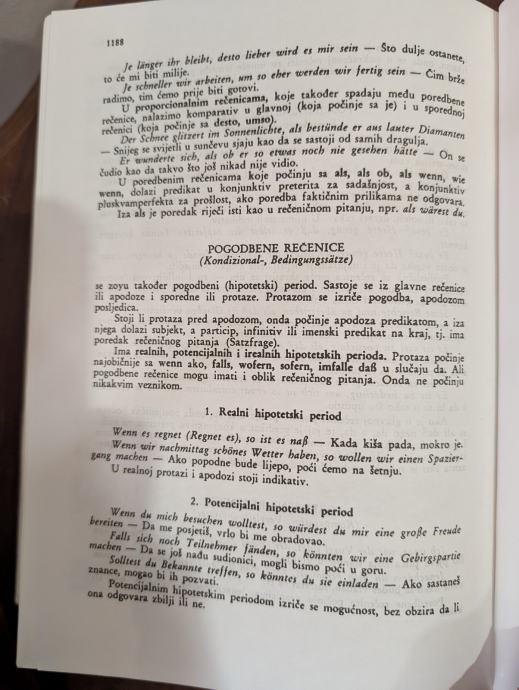 1188
Je länger ihr bleibt, desto lieber wird es mir sein — Što dulje ostanete,
to će mi biti milije.
Je schneller wir arbeiten, um so eher werden wir fertig sein — Čim brže
radimo, tim ćemo prije biti gotovi.
U proporcionalnim rečenicama, koje također spadaju među poredbene
rečenice, nalazimo komparativ u glavnoj (koja počinje sa je) i u sporednoj
rečenici (koja počinje sa desto, umso).
Der Schnee glitzert im Sonnenlichte, als bestünde er aus lauter Diamanten
— Snijeg se svijetli u sunčevu sjaju kao da se sastoji od samih dragulja.
Er wunderte sich, als ob er so etwas noch nie gesehen hätte — On se
čudio kao da takvo što još nikad nije vidio.
U poredbenim rečenicama koje počinju sa als, als ob, als wenn, wie
wenn, dolazi predikat u konjunktiv preterita za sadašnjost, a konjunktiv
pluskvamperfekta za prošlost, ako poredba faktičnim prilikama ne odgovara.
Iza als je poredak riječi isti kao u rečeničnom pitanju, npr. als wärest du.
POGODBENE REČENICE
(Kondizional-, Bedingungssätze)
se zovu također pogodbeni (hipotetski) period. Sastoje se iz glavne rečenice
ili apodoze i sporedne ili protaze. Protazom se izriče pogodba, apodozom
posljedica.
Stoji li protaza pred apodozom, onda počinje apodoza predikatom, a iza
njega dolazi subjekt, a particip, infinitiv ili imenski predikat na kraj, tj. ima
poredak rečeničnog pitanja (Satzfrage).
Ima realnih, potencijalnih i irealnih hipotetskih perioda. Protaza počinje
najobičnije sa wenn ako, falls, wofern, sofern, imfalle daß u slučaju da. Ali
pogodbene rečenice mogu imati i oblik rečeničnog pitanja. Onda ne počinju
nikakvim veznikom.
1. Realni hipotetski period
Wenn es regnet (Regnet es), so ist es naß — Kada kiša pada, mokro je.
Wenn wir nachmittag schönes Wetter haben, so wollen wir einen Spazier-
gang machen — Ako popodne bude lijepo, poći ćemo na šetnju.
U realnoj protazi i apodozi stoji indikativ.
2. Potencijalni hipotetski period
Wenn du mich besuchen wolltest, so würdest du mir eine große Freude
bereiten — Da me posjetiš, vrlo bi me obradovao.
Falls sich noch Teilnehmer fänden, so könnten wir eine Gebirgspartie
machen — Da se još nađu sudionici, mogli bismo poći u goru.
Solltest du Bekannte treffen, so könntes du sie einladen — Ako sastaneš
znance, mogao bi ih pozvati.
Potencijalnim hipotetskim periodom izriče se mogućnost, bez obzira da li
ona odgovara zbilji ili ne.